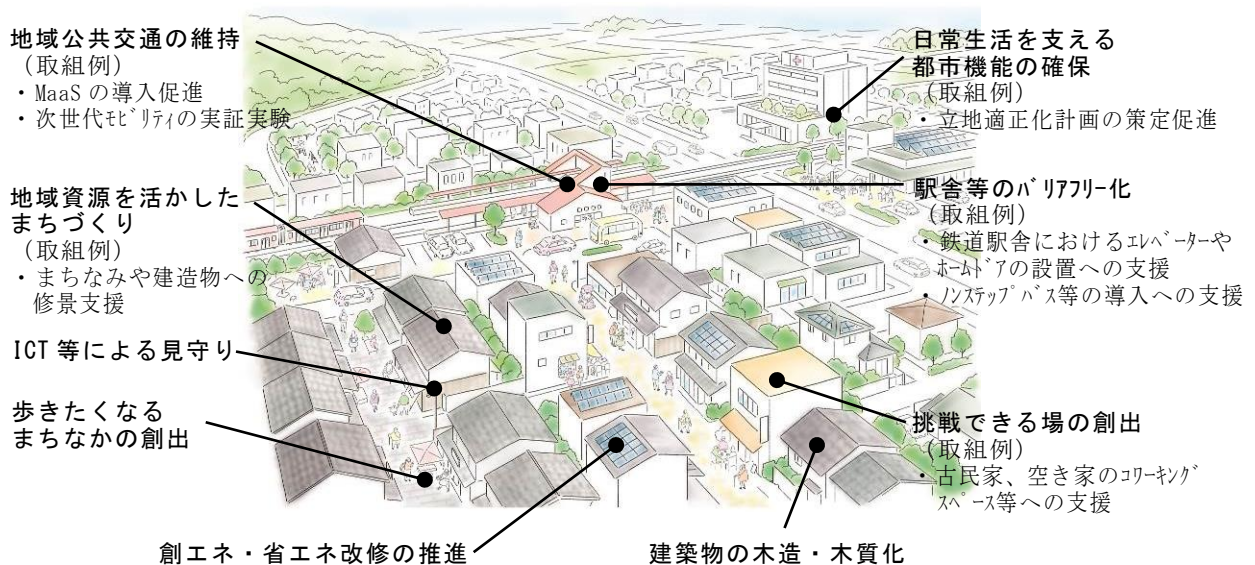 地域公共交通の維持
（取組例）
・MaaS の導入促進
・次世代ﾓﾋﾞﾘﾃｨの実証実験
地域資源を活かした
まちづくり
（取組例）
・まちなみや建造物への
修景支援
ICT 等による見守り
歩きたくなる
まちなかの創出
創エネ・省エネ改修の推進
日常生活を支える
都市機能の確保
（取組例）
・立地適正化計画の策定促進
駅舎等のﾊﾞﾘｱﾌﾘｰ化
（取組例）
・鉄道駅舎におけるｴﾚﾍﾞｰﾀｰや
ﾎｰﾑﾄﾞｱの設置への支援
・ﾉﾝｽﾃｯﾌﾟﾊﾞｽ等の導入への支援
挑戦できる場の創出
（取組例）
・古民家、空き家のｺﾜｰｷﾝｸﾞ
ｽﾍﾟｰｽ等への支援
建築物の木造・木質化